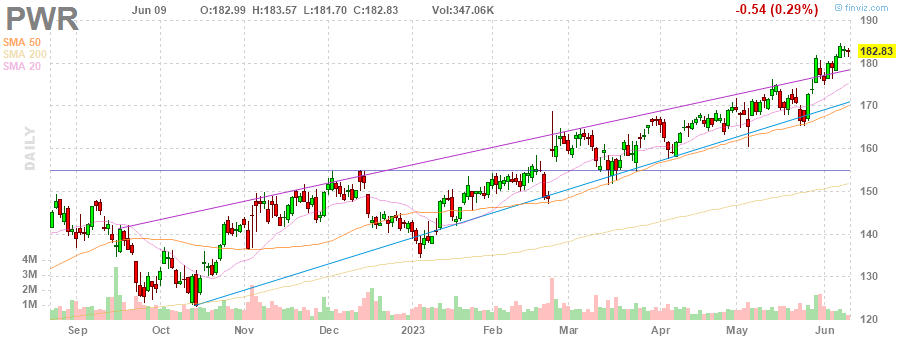 PWR Jun 09 O:182.99 H:183.57 L:181.70 C:182.83 Vol:347.06K -0.54 (0.29%) © finviz.com
190
SMA 50
SMA 200
SMA 20
182.83
180
170
DAILY
160
150
140
4M
3M
130
2M
1M
120
Sep Oct Nov Dec 2023 Feb Mar Apr May Jun